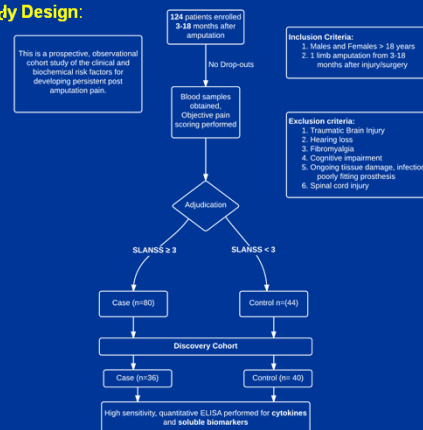 dy Design:
124 patients enrolled
3-18 months after
amputation
This is a prospective, observational
cohort study of the clinical and
biochemical risk factors for
developing persistent post
amputation pain.
Inclusion Criteria:
1. Males and Females > 18 years
2. 1 limb amputation from 3-18
months after injury/surgery
No Drop-outs
Blood samples
obtained,
Objective pain
scoring performed
Exclusion criteria:
1. Traumatic Brain Injury
2. Hearing loss
3. Fibromyalgia
4. Cognitive impairment
5. Ongoing tissue damage, infection
poorly fitting prosthesis
6. Spinal cord injury
Adjudication
SLANSS ≥ 3
SLANSS < 3
Case (n=80)
Control n=(44)
Discovery Cohort
Case (n=36)
Control (n= 40)
High sensitivity, quantitative ELISA performed for cytokines
and soluble biomarkers